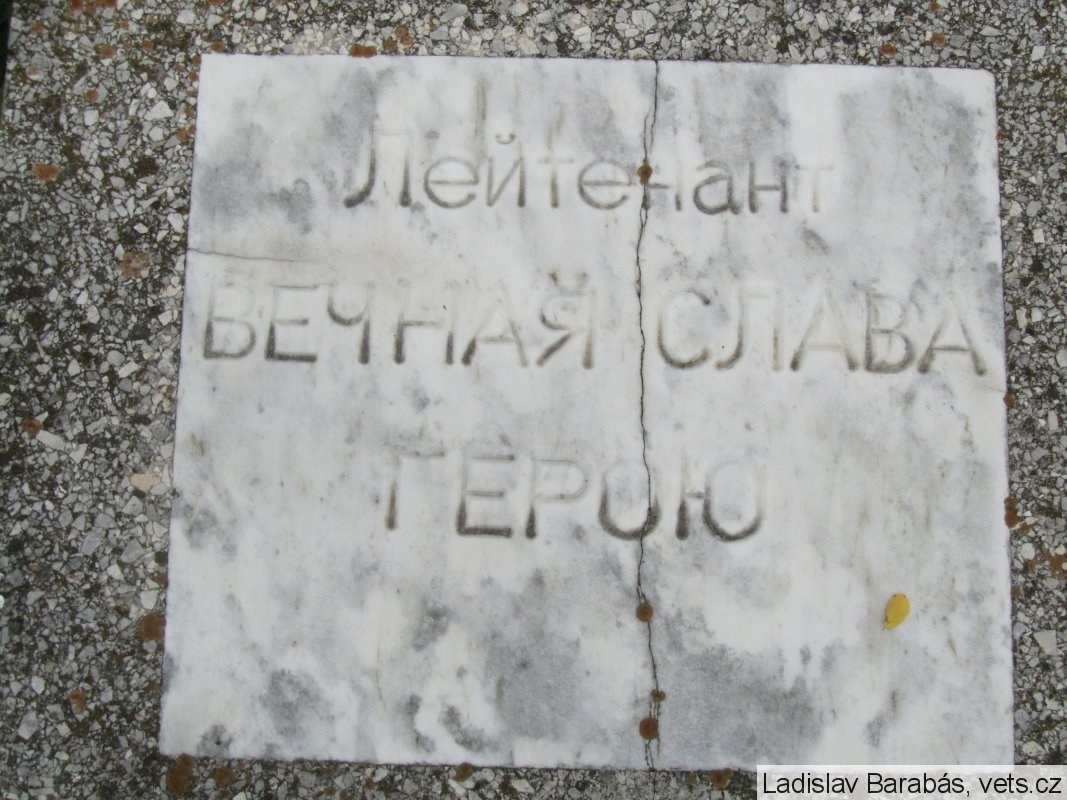 Лейтенант
ВЕЧНАЯ СЛАВА
ГЕРОЮ
Ladislav Barabás, vets.cz